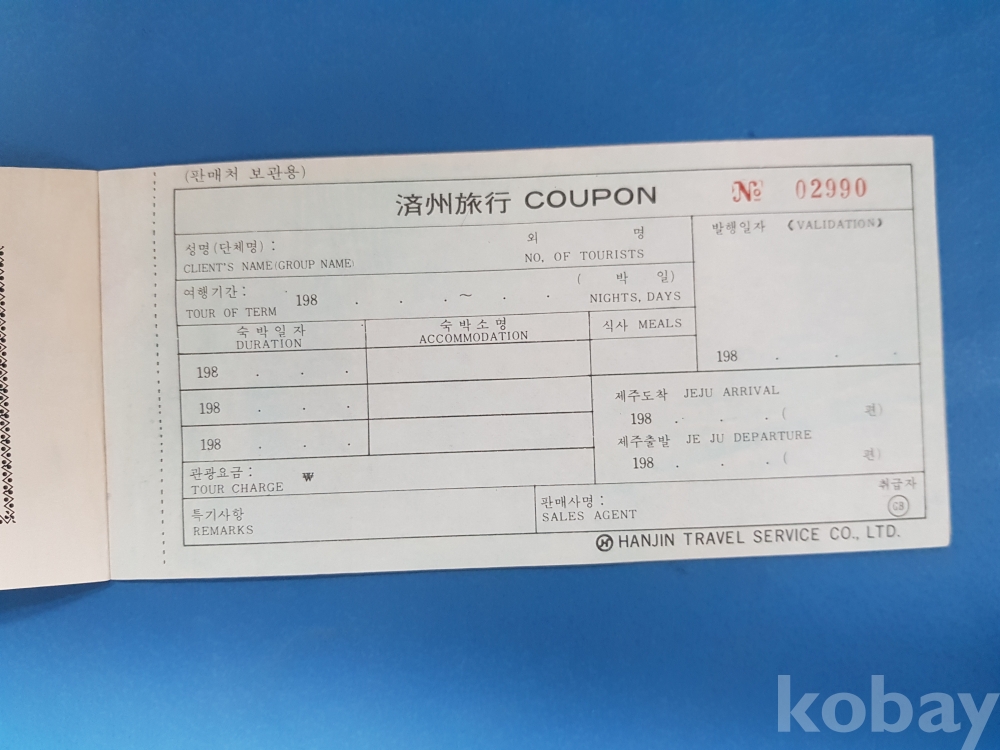 (판매처 보관용)
済州旅行 COUPON
№ 02990
성명(단체명) : 외 명
CLIENT'S NAME(GROUP NAME) NO. OF TOURISTS
발행일자 《VALIDATION》
여행기간 : 198 . . . ~ . . ( 박 일)
TOUR OF TERM NIGHTS, DAYS
숙박일자 숙박소명 식사 MEALS
DURATION ACCOMMODATION
198 . . .
198 . . .
198 . . .
198 . . .
제주도착 JEJU ARRIVAL
198 . . . ( 편)
제주출발 JE JU DEPARTURE
198 . . . ( 편)
관광요금 : ₩
TOUR CHARGE
특기사항
REMARKS
판매사명 : 취급자
SALES AGENT GB
HANJIN TRAVEL SERVICE CO., LTD.
kobay